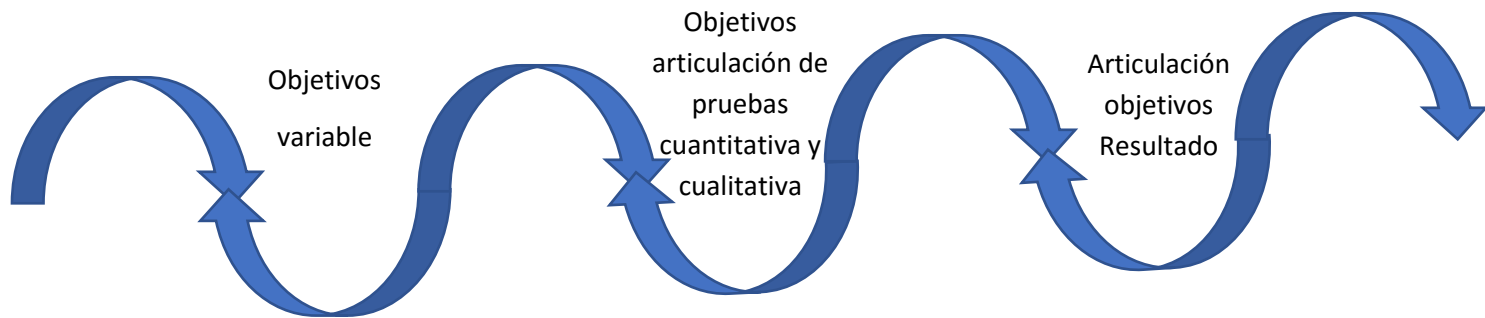 Objetivos
variable
Objetivos
articulación de
pruebas
cuantitativa y
cualitativa
Articulación
objetivos
Resultado